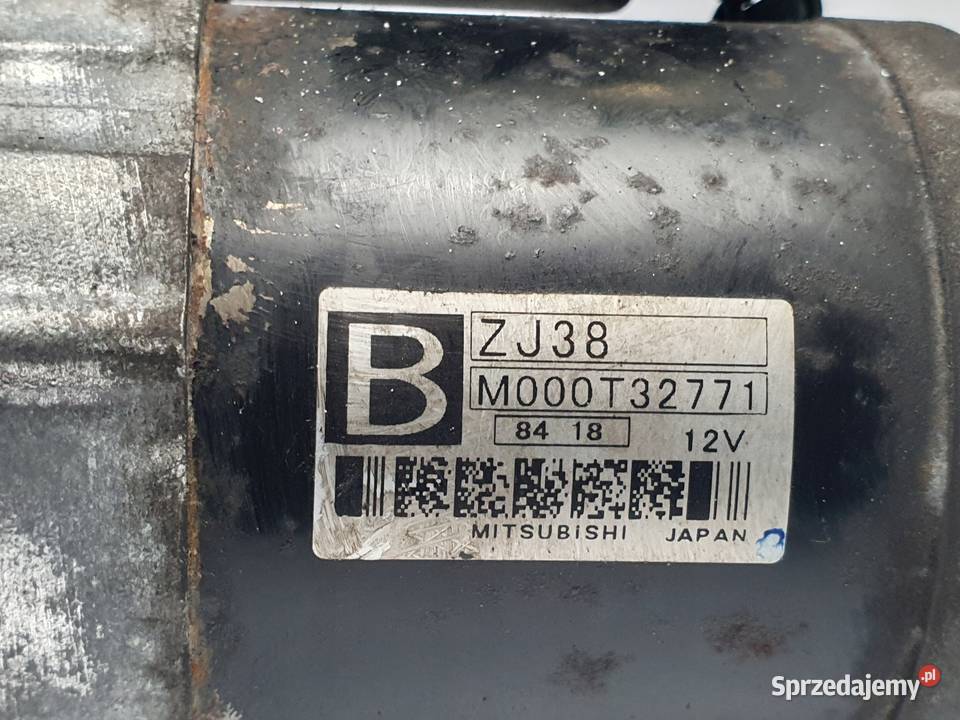 B
ZJ38
M000T32771
84 18
12V
MITSUBiSHI JAPAN
Sprzedajemy.pl